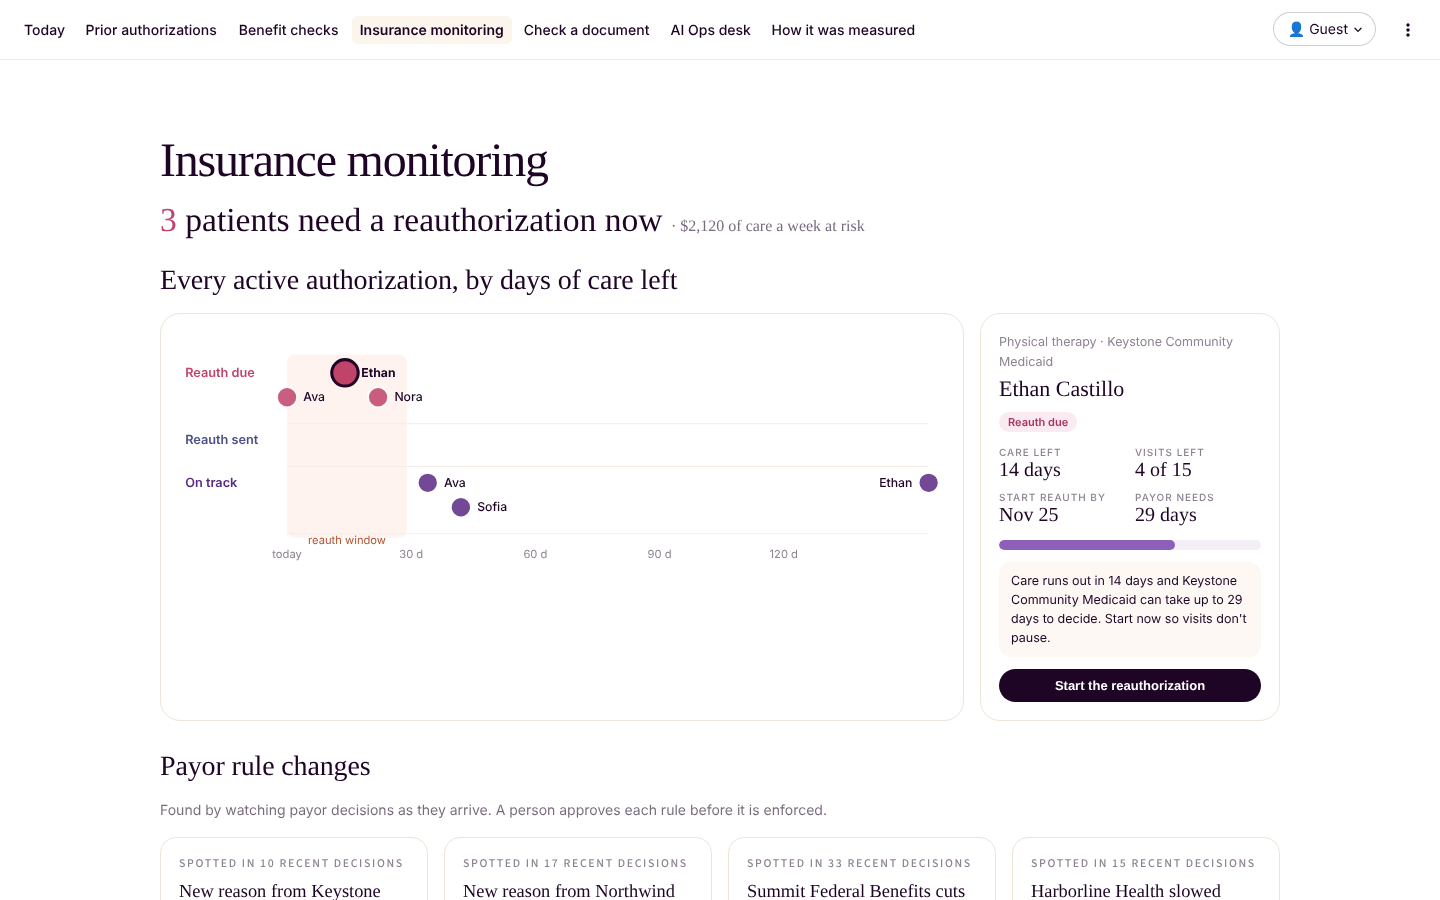 Today Prior authorizations Benefit checks Insurance monitoring Check a document AI Ops desk How it was measured Guest
Insurance monitoring
3 patients need a reauthorization now · $2,120 of care a week at risk
Every active authorization, by days of care left
Reauth due Ethan
Ava Nora
Reauth sent
On track Ava Ethan
Sofia
reauth window
today 30 d 60 d 90 d 120 d
Physical therapy · Keystone Community
Medicaid
Ethan Castillo
Reauth due
CARE LEFT VISITS LEFT
14 days 4 of 15
START REAUTH BY PAYOR NEEDS
Nov 25 29 days
Care runs out in 14 days and Keystone
Community Medicaid can take up to 29
days to decide. Start now so visits don't
pause.
Start the reauthorization
Payor rule changes
Found by watching payor decisions as they arrive. A person approves each rule before it is enforced.
SPOTTED IN 10 RECENT DECISIONS SPOTTED IN 17 RECENT DECISIONS SPOTTED IN 33 RECENT DECISIONS SPOTTED IN 15 RECENT DECISIONS
New reason from Keystone New reason from Northwind Summit Federal Benefits cuts Harborline Health slowed